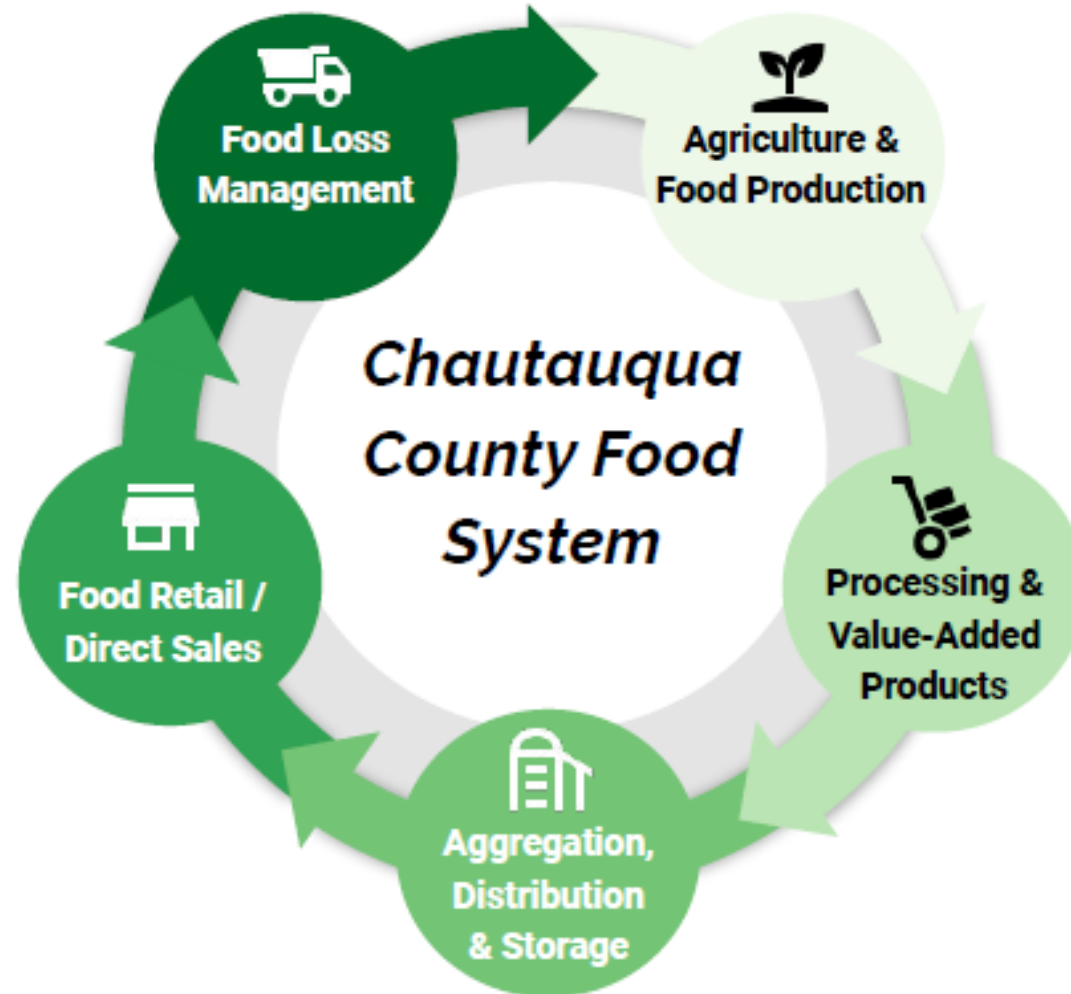 Food Loss
Management
Agriculture &
Food Production
Chautauqua
County Food
System
Processing &
Value-Added
Products
Aggregation,
Distribution
& Storage
Food Retail /
Direct Sales